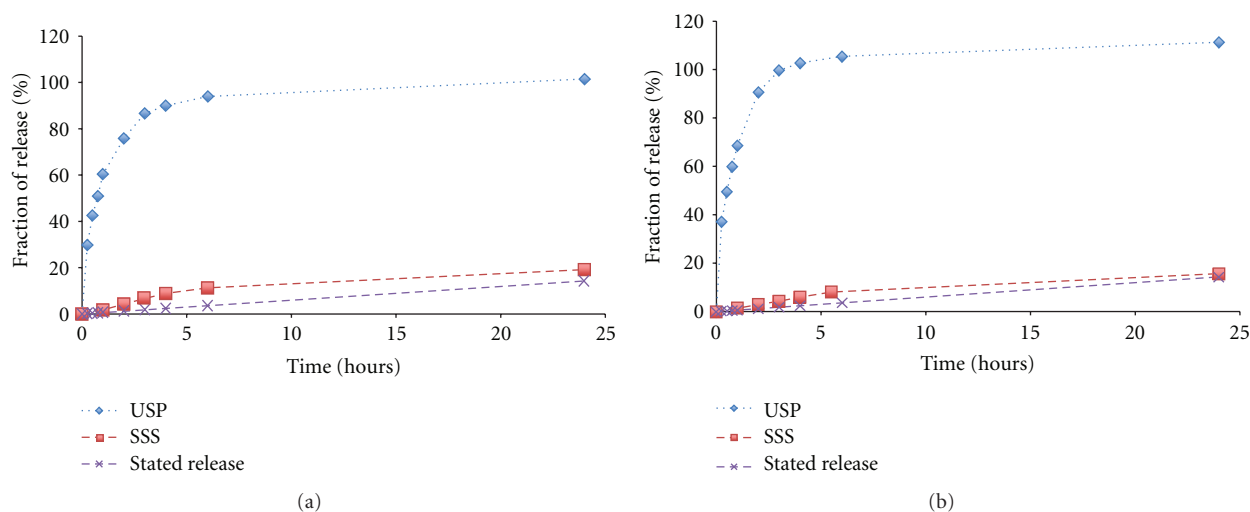 120
100
80
60
40
20
0
0 5 10 15 20 25
Fraction of release (%)
Time (hours)
USP
SSS
Stated release
(a)
120
100
80
60
40
20
0
0 5 10 15 20 25
Fraction of release (%)
Time (hours)
USP
SSS
Stated release
(b)